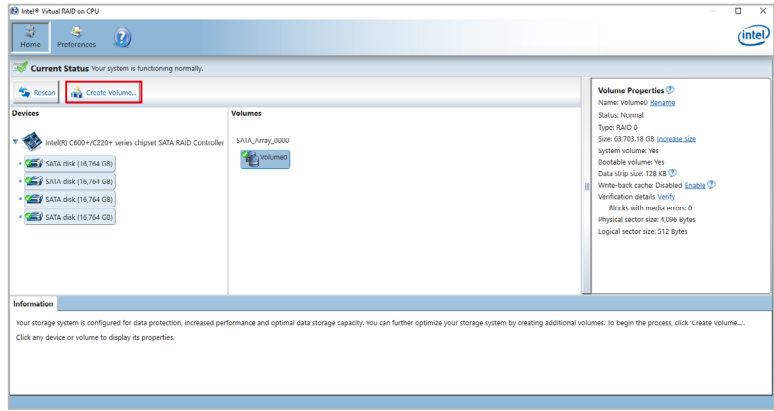 Intel® Virtual RAID on CPU
Home
Preferences
?
intel
Current Status Your system is functioning normally.
Rescan
Create Volume...
Devices
Intel(R) C600+/C220+ series chipset SATA RAID Controller
SATA disk (16,764 GB)
SATA disk (16,764 GB)
SATA disk (16,764 GB)
SATA disk (16,764 GB)
Volumes
SATA_Array_0000
Volume0
Volume Properties ?
Name: Volume0 Rename
Status: Normal
Type: RAID 0
Size: 63,703.18 GB Increase size
System volume: Yes
Bootable volume: Yes
Data strip size: 128 KB ?
Write-back cache: Disabled Enable ?
Verification details Verify
Blocks with media errors: 0
Physical sector size: 4,096 Bytes
Logical sector size: 512 Bytes
Information
Your storage system is configured for data protection, increased performance and optimal data storage capacity. You can further optimize your storage system by creating additional volumes. To begin the process, click 'Create Volume...'.
Click any device or volume to display its properties.